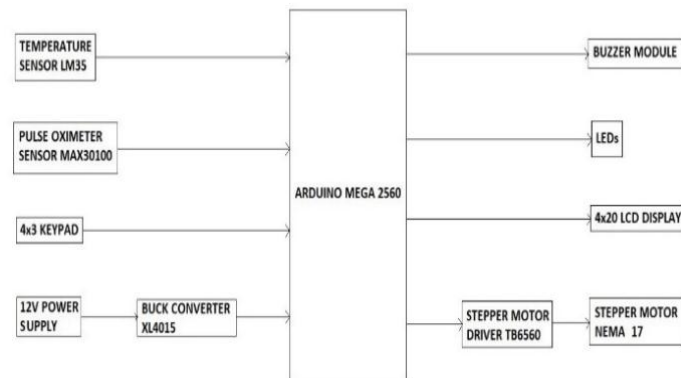 TEMPERATURE
SENSOR LM35
PULSE OXIMETER
SENSOR MAX30100
4x3 KEYPAD
12V POWER
SUPPLY
BUCK CONVERTER
XL4015
ARDUINO MEGA 2560
BUZZER MODULE
LEDs
4x20 LCD DISPLAY
STEPPER MOTOR
DRIVER TB6560
STEPPER MOTOR
NEMA 17